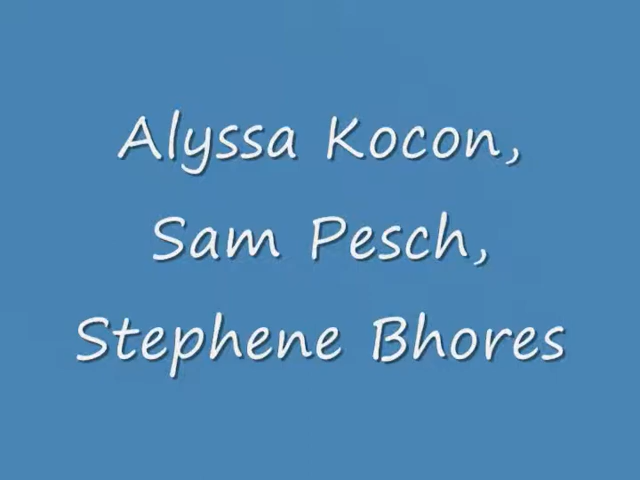 Alyssa Kocon,
Sam Pesch,
Stephene Bhores